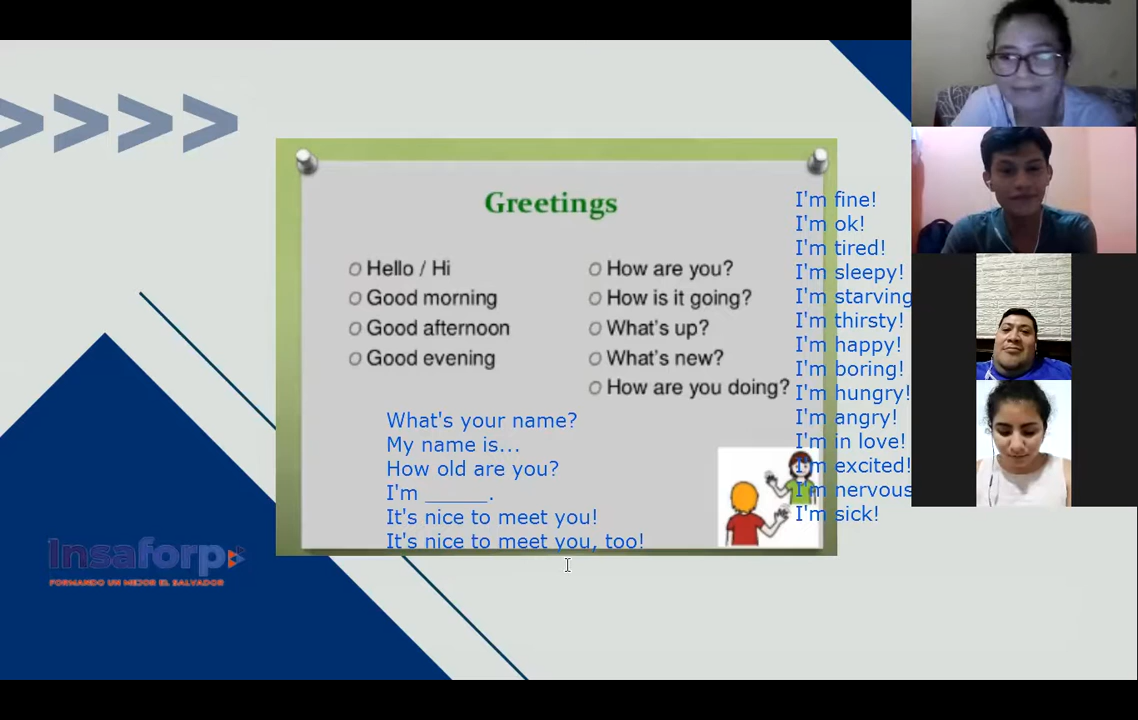 >>>>
Greetings
Hello / Hi
Good morning
Good afternoon
Good evening
How are you?
How is it going?
What's up?
What's new?
How are you doing?
What's your name?
My name is...
How old are you?
I'm _____.
It's nice to meet you!
It's nice to meet you, too!
I'm fine!
I'm ok!
I'm tired!
I'm sleepy!
I'm starving
I'm thirsty!
I'm happy!
I'm boring!
I'm hungry!
I'm angry!
I'm in love!
I'm excited!
I'm nervous
I'm sick!
Insaforp
FORMANDO UN MEJOR EL SALVADOR